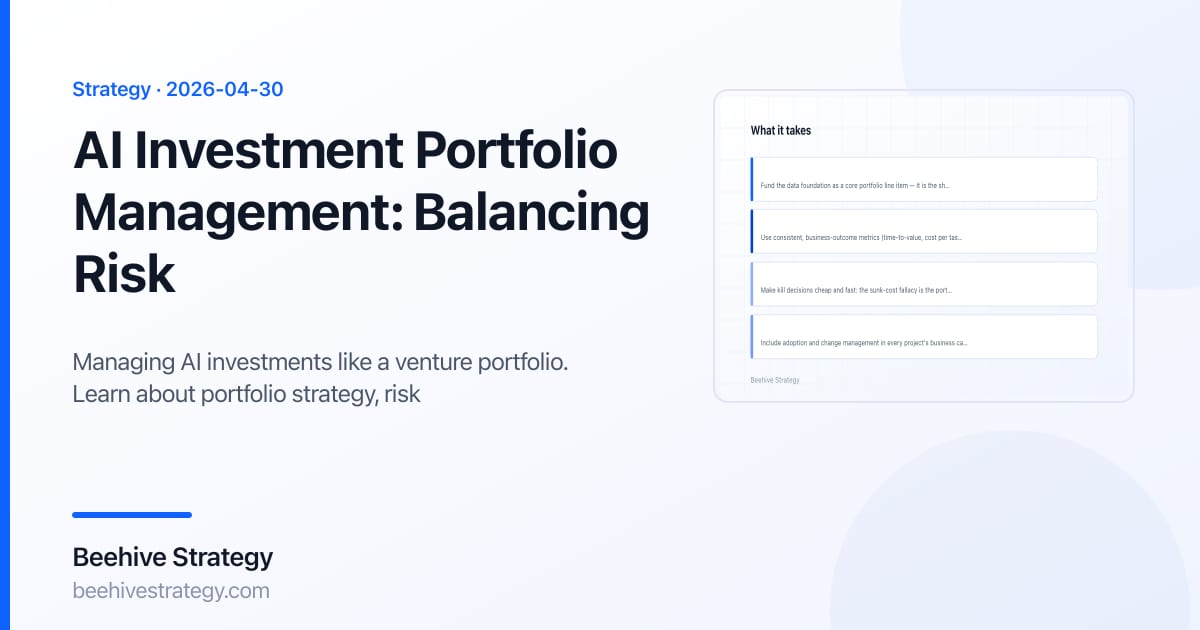 Strategy · 2026-04-30
AI Investment Portfolio
Management: Balancing
Risk
Managing AI investments like a venture portfolio.
Learn about portfolio strategy, risk
Beehive Strategy
beehivestrategy.com
What it takes
Fund the data foundation as a core portfolio line item — it is the sh...
Use consistent, business-outcome metrics (time-to-value, cost per tas...
Make kill decisions cheap and fast: the sunk-cost fallacy is the port...
Include adoption and change management in every project's business ca...
Beehive Strategy